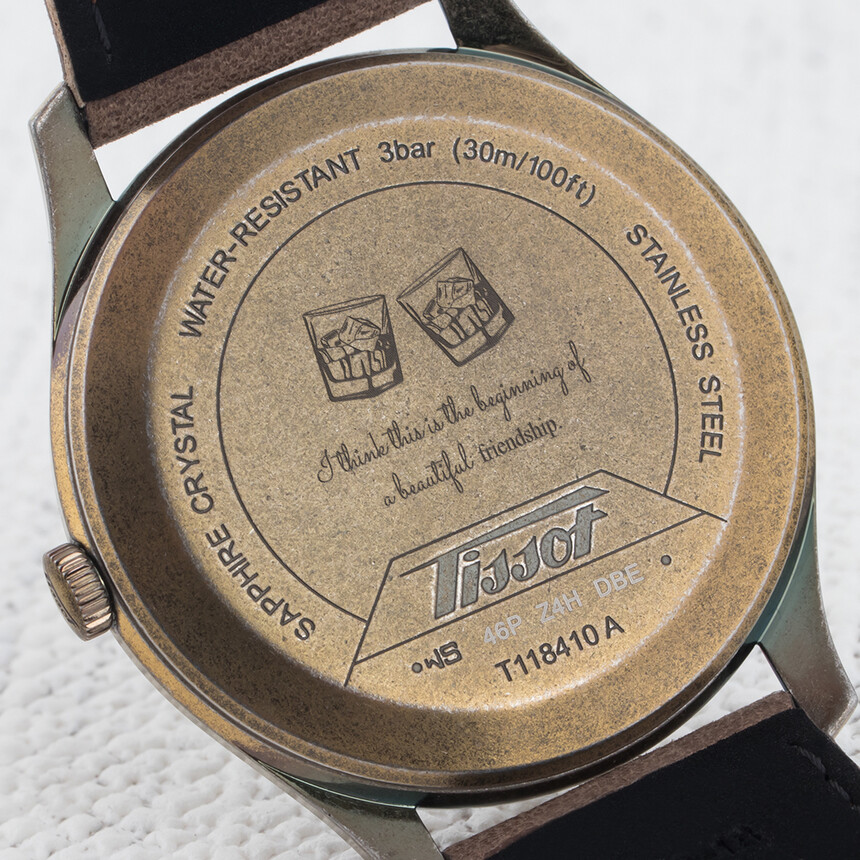 SAPPHIRE CRYSTAL WATER-RESISTANT 3bar (30m/100ft) STAINLESS STEEL
I think this is the beginning of
a beautiful friendship.
Tissot
46P Z4H DBE
T118410 A